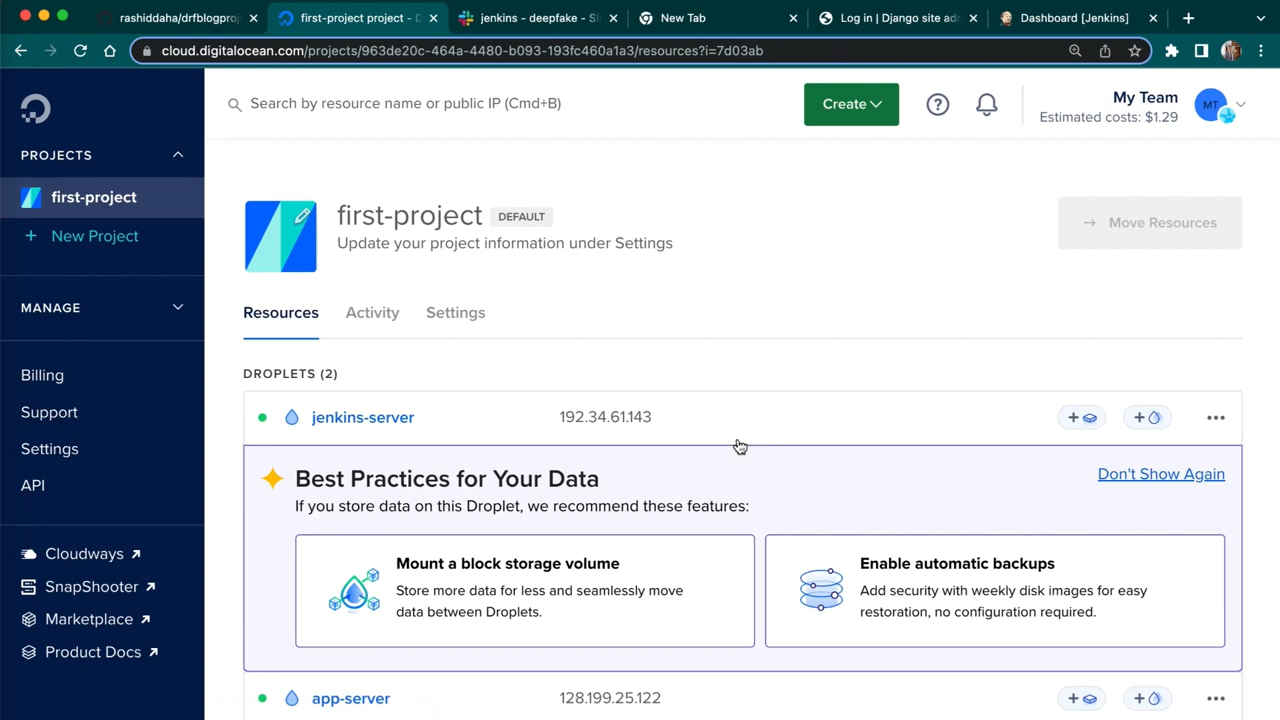 rashiddaha/drfblogproj
first-project project - D
jenkins - deepfake - Sl
New Tab
Log in | Django site adm
Dashboard [Jenkins]
cloud.digitalocean.com/projects/963de20c-464a-4480-b093-193fc460a1a3/resources?i=7d03ab
Search by resource name or public IP (Cmd+B)
Create
My Team
Estimated costs: $1.29
MT
PROJECTS
first-project
+ New Project
MANAGE
Billing
Support
Settings
API
Cloudways
SnapShooter
Marketplace
Product Docs
first-project DEFAULT
Update your project information under Settings
→ Move Resources
Resources Activity Settings
DROPLETS (2)
jenkins-server 192.34.61.143
Best Practices for Your Data
Don't Show Again
If you store data on this Droplet, we recommend these features:
Mount a block storage volume
Store more data for less and seamlessly move
data between Droplets.
Enable automatic backups
Add security with weekly disk images for easy
restoration, no configuration required.
app-server 128.199.25.122